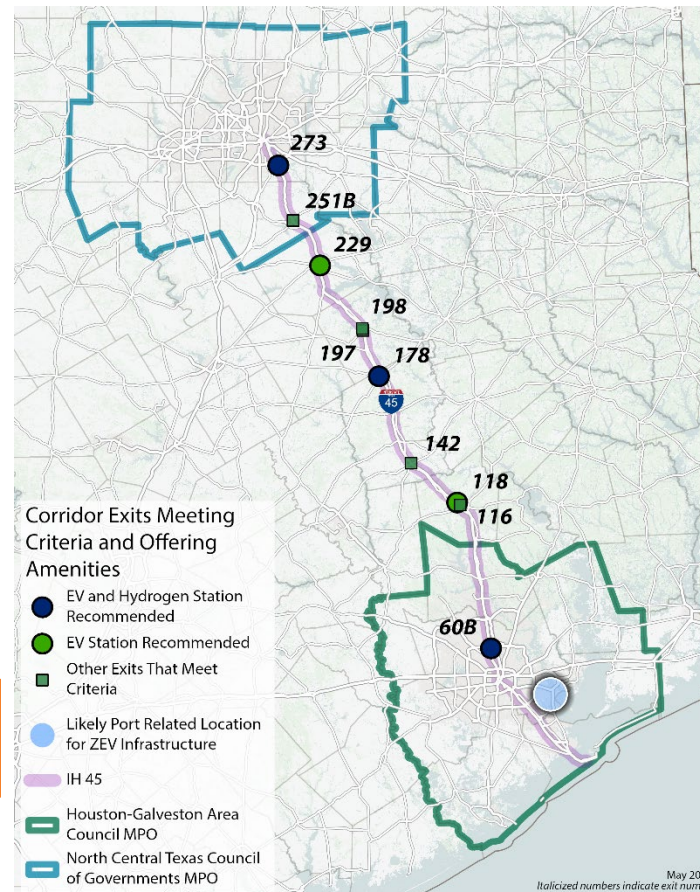 273
251B
229
198
197
178
45
142
118
116
60B
Corridor Exits Meeting
Criteria and Offering
Amenities
EV and Hydrogen Station
Recommended
EV Station Recommended
Other Exits That Meet
Criteria
Likely Port Related Location
for ZEV Infrastructure
IH 45
Houston-Galveston Area
Council MPO
North Central Texas Council
of Governments MPO
May 20
Italicized numbers indicate exit num